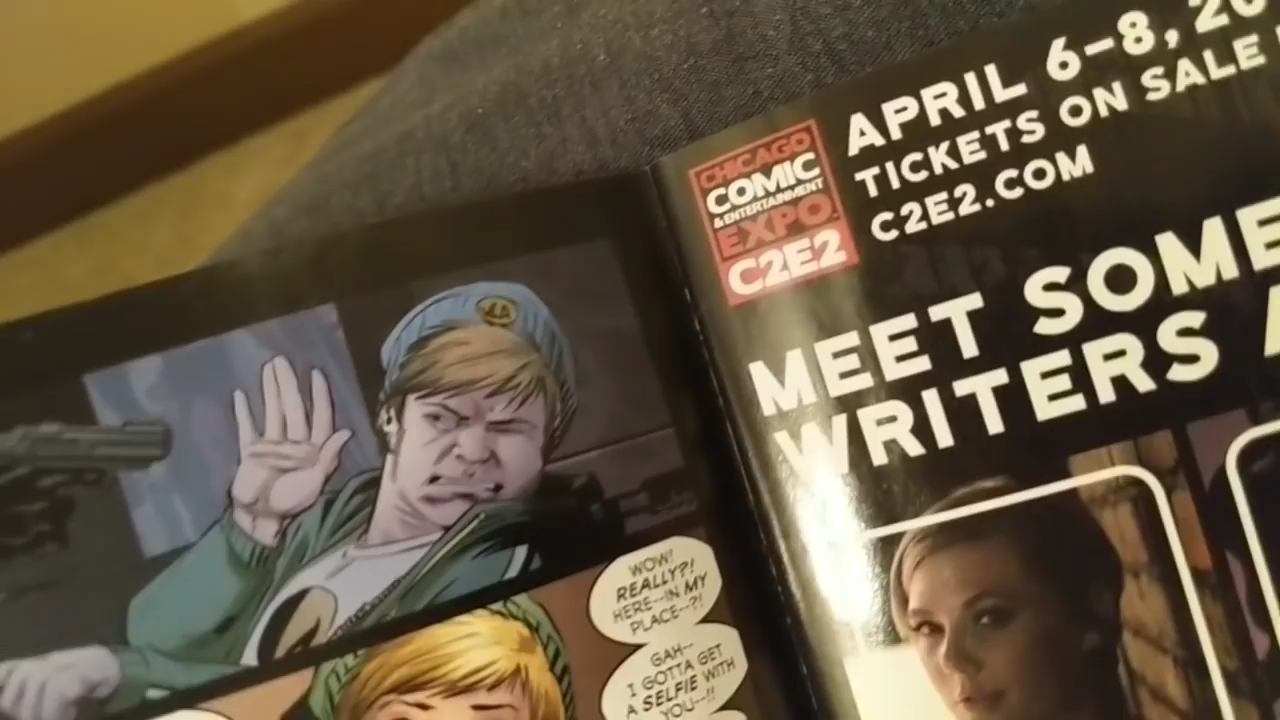 WOW!
REALLY?!
HERE--IN MY
PLACE--?!
GAH--
I GOTTA GET
A SELFIE WITH
YOU--!!
CHICAGO
COMIC
& ENTERTAINMENT
EXPO
C2E2
APRIL 6-8, 20
TICKETS ON SALE
C2E2.COM
MEET SOME
WRITERS